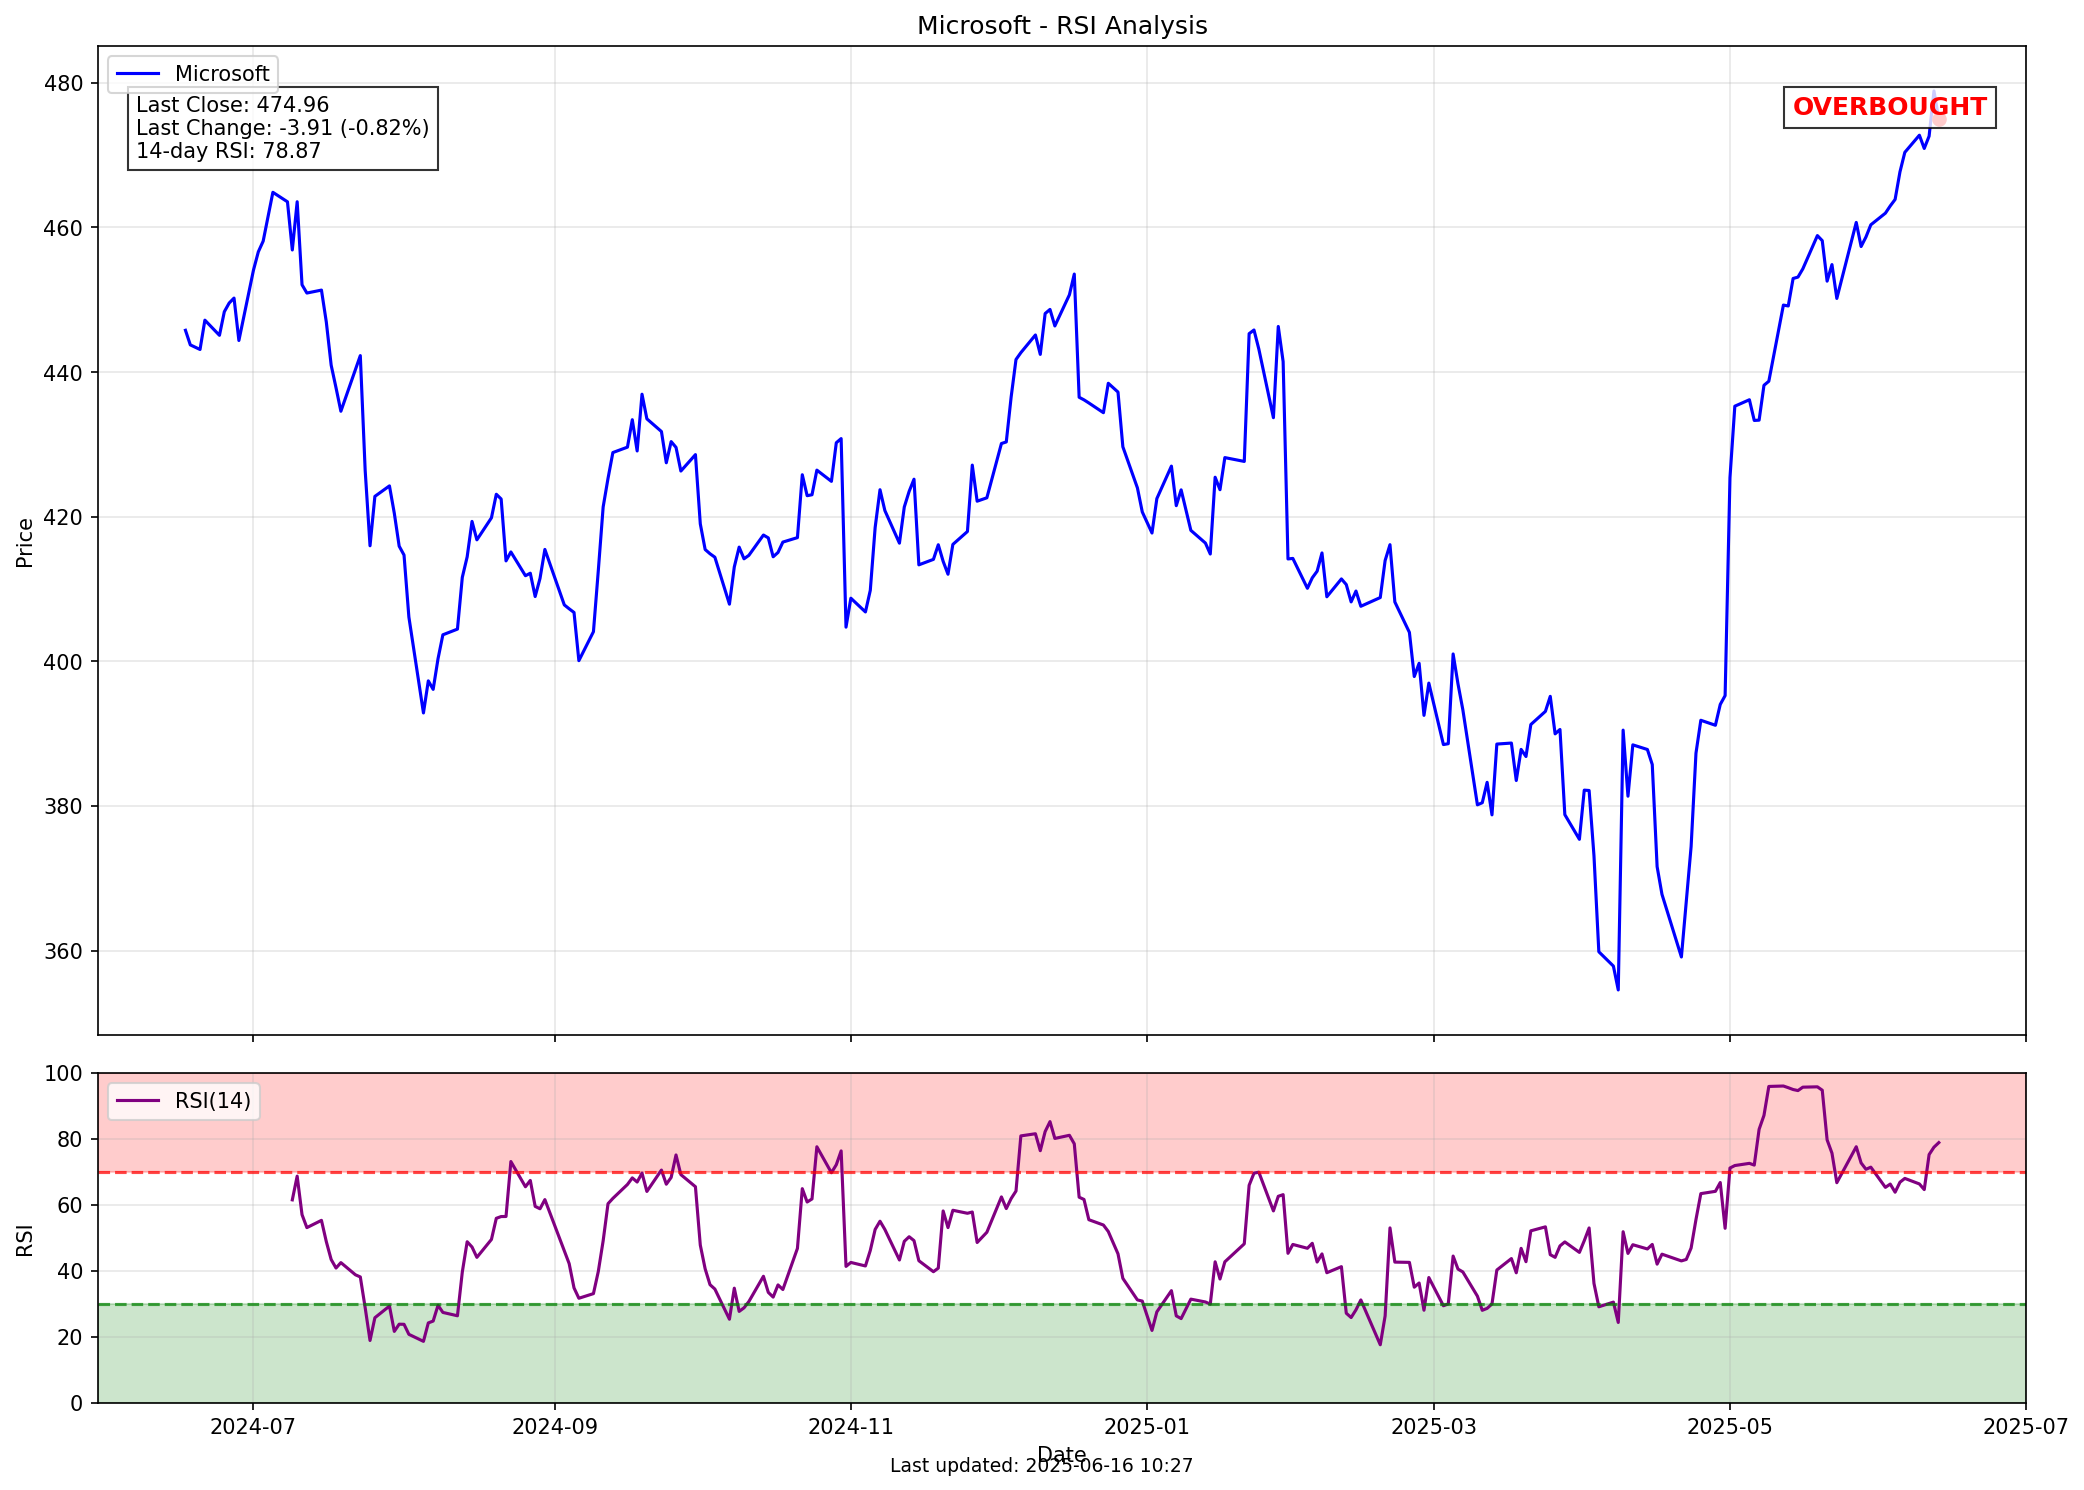 Microsoft - RSI Analysis
Microsoft
Last Close: 474.96
Last Change: -3.91 (-0.82%)
14-day RSI: 78.87
OVERBOUGHT
Price
480
460
440
420
400
380
360
RSI(14)
RSI
100
80
60
40
20
0
2024-07 2024-09 2024-11 2025-01 2025-03 2025-05 2025-07
Date
Last updated: 2025-06-16 10:27